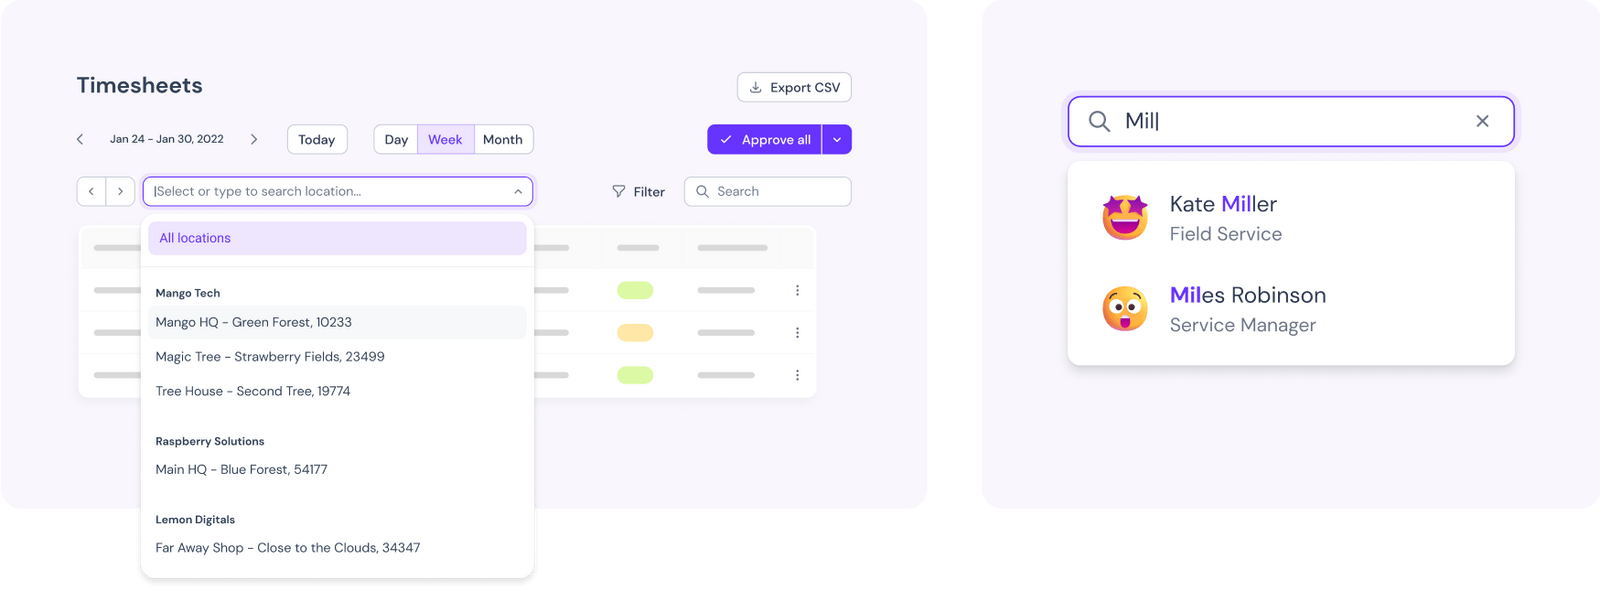 Timesheets
Export CSV
Jan 24 - Jan 30, 2022
Today
Day
Week
Month
Approve all
Select or type to search location...
Filter
Search
All locations
Mango Tech
Mango HQ - Green Forest, 10233
Magic Tree - Strawberry Fields, 23499
Tree House - Second Tree, 19774
Raspberry Solutions
Main HQ - Blue Forest, 54177
Lemon Digitals
Far Away Shop - Close to the Clouds, 34347
Mil
Kate Miller
Field Service
Miles Robinson
Service Manager